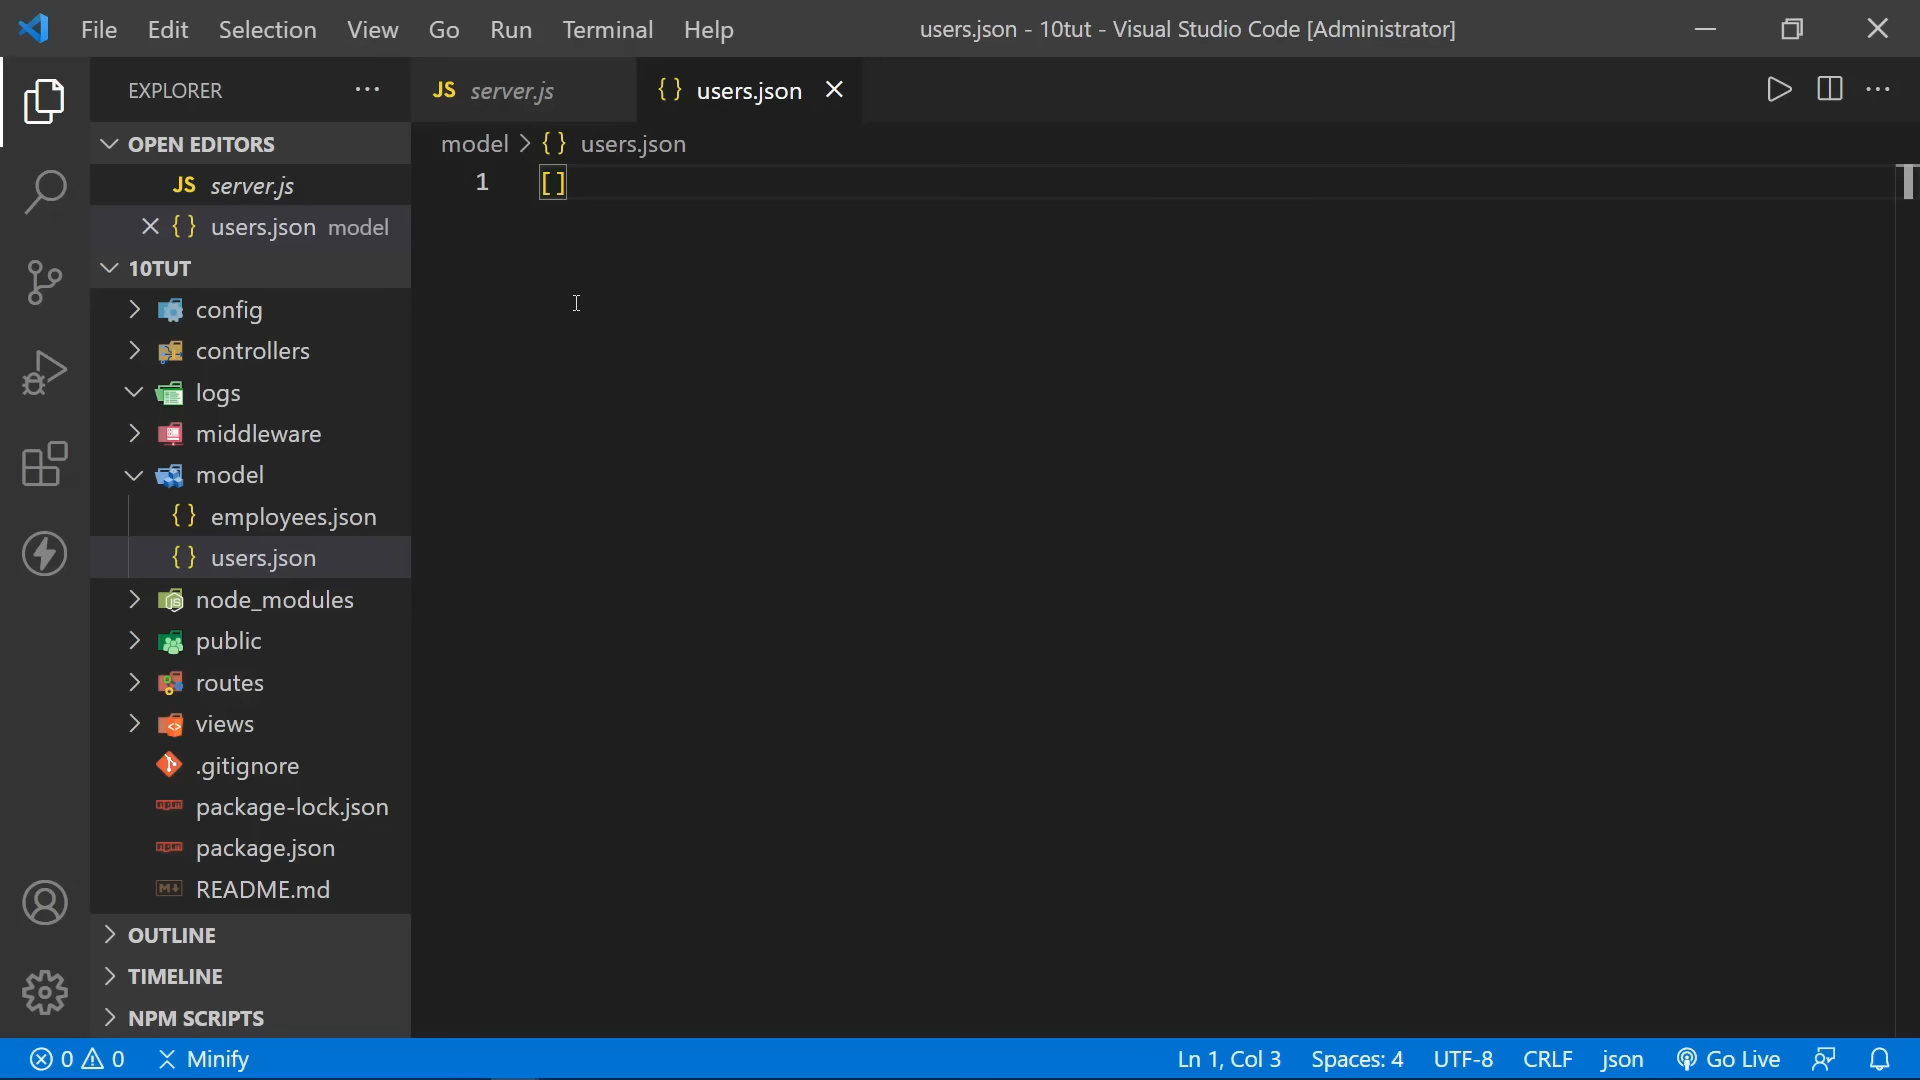 File Edit Selection View Go Run Terminal Help users.json - 10tut - Visual Studio Code [Administrator]
EXPLORER
JS server.js
{ } users.json
OPEN EDITORS
JS server.js
{ } users.json model
10TUT
config
controllers
logs
middleware
model
{ } employees.json
{ } users.json
node_modules
public
routes
views
.gitignore
package-lock.json
package.json
README.md
OUTLINE
TIMELINE
NPM SCRIPTS
model > { } users.json
1 []
0 0 Minify Ln 1, Col 3 Spaces: 4 UTF-8 CRLF json Go Live